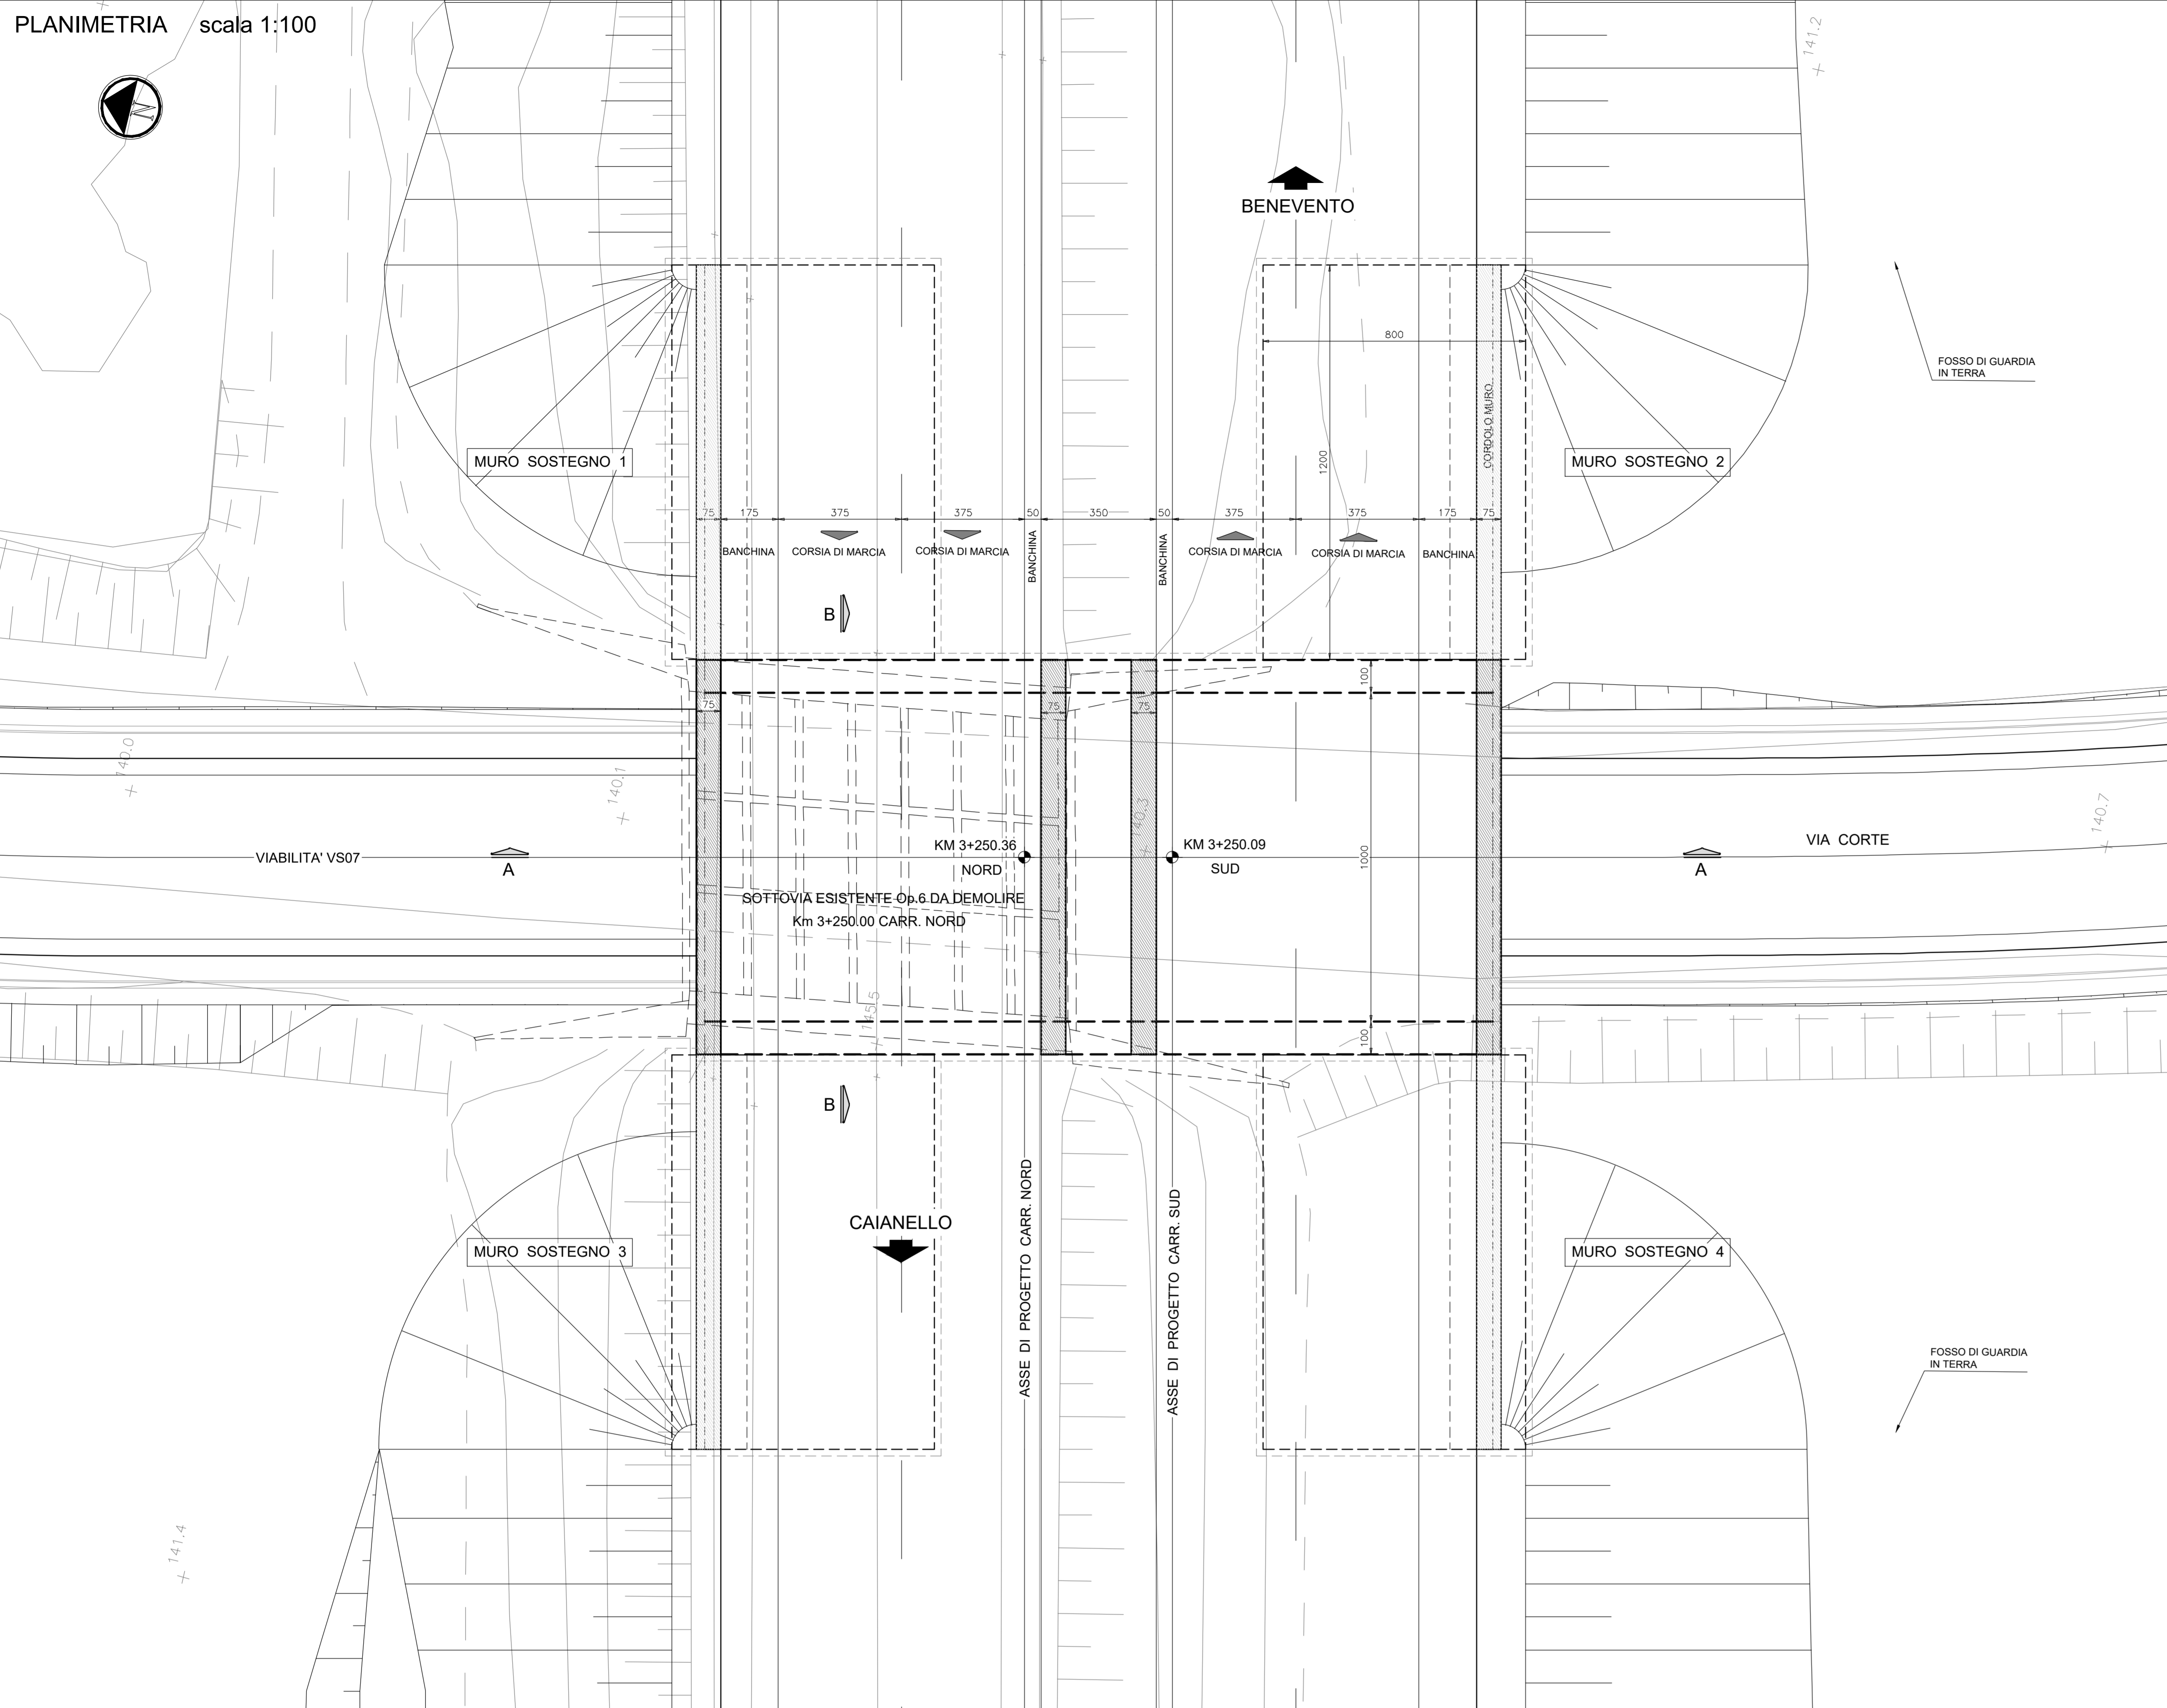 PLANIMETRIA scala 1:100
N
141.2
BENEVENTO
800
FOSSO DI GUARDIA
IN TERRA
CORDOLO MURO
1200
MURO SOSTEGNO 1
MURO SOSTEGNO 2
75 175 375 375 50 350 50 375 375 175 75
BANCHINA CORSIA DI MARCIA CORSIA DI MARCIA BANCHINA BANCHINA CORSIA DI MARCIA CORSIA DI MARCIA BANCHINA
B
100
75 75 75
140.0
140.1
140.3
140.7
KM 3+250.36
NORD
KM 3+250.09
SUD
1000
VIA CORTE
VIABILITA' VS07
A
A
SOTTOVIA ESISTENTE Op.6 DA DEMOLIRE
Km 3+250.00 CARR. NORD
145.5
100
B
ASSE DI PROGETTO CARR. NORD
ASSE DI PROGETTO CARR. SUD
CAIANELLO
MURO SOSTEGNO 3
MURO SOSTEGNO 4
FOSSO DI GUARDIA
IN TERRA
141.4